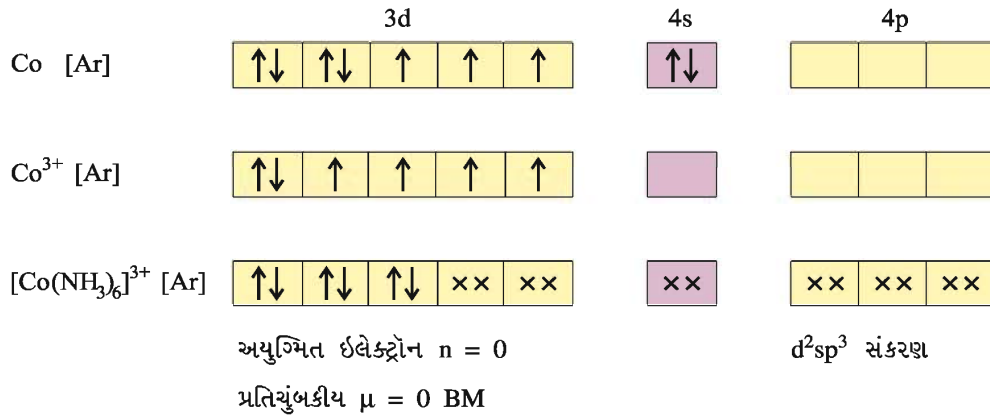 3d 4s 4p
Co [Ar] ↑↓ ↑↓ ↑ ↑ ↑ ↑↓
Co³⁺ [Ar] ↑↓ ↑ ↑ ↑ ↑
[Co(NH₃)₆]³⁺ [Ar] ↑↓ ↑↓ ↑↓ ×× ×× ×× ×× ×× ××
અયુગ્મિત ઇલેક્ટ્રૉન n = 0 d²sp³ સંકરણ
પ્રતિચુંબકીય μ = 0 BM